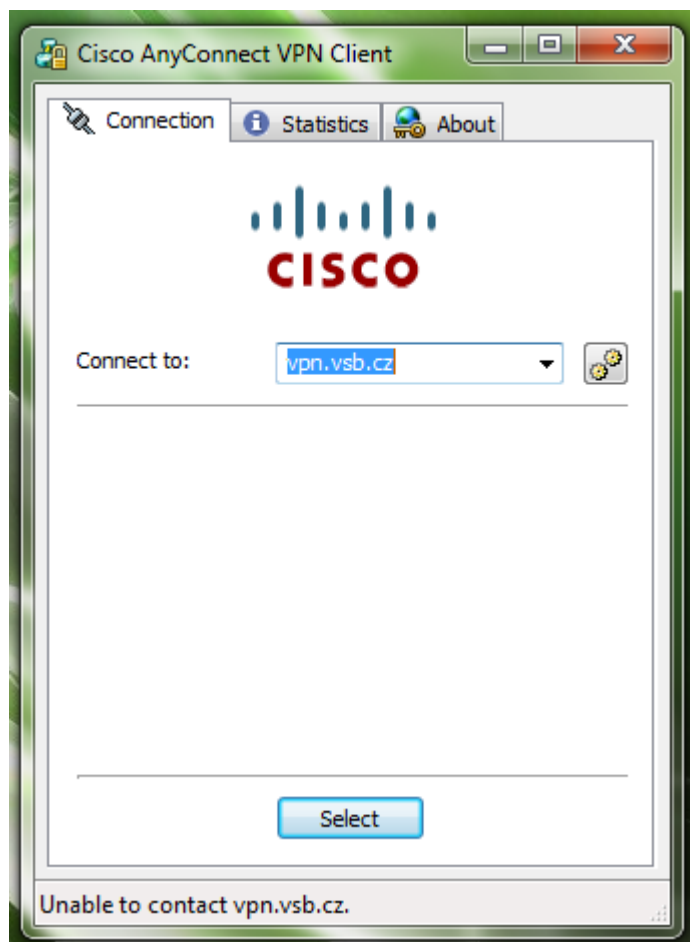 Cisco AnyConnect VPN Client
Connection Statistics About
CISCO
Connect to: vpn.vsb.cz
Select
Unable to contact vpn.vsb.cz.